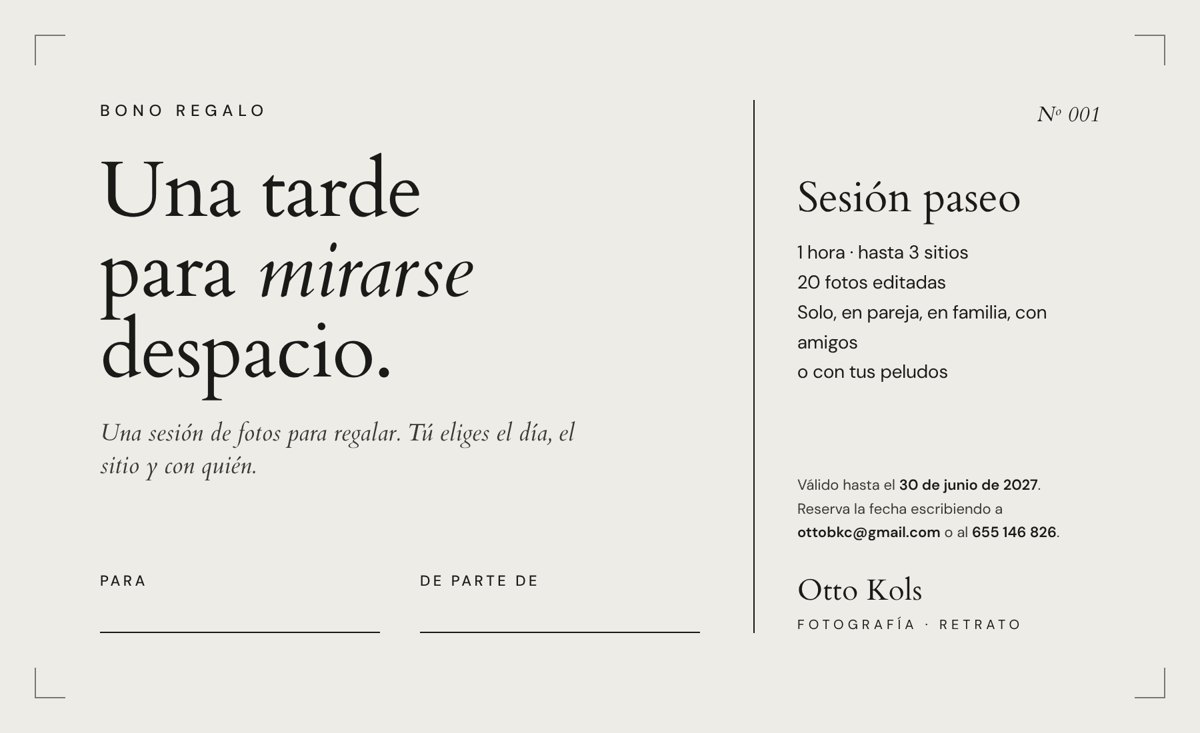 BONO REGALO
Una tarde
para mirarse
despacio.
Una sesión de fotos para regalar. Tú eliges el día, el
sitio y con quién.
PARA
DE PARTE DE
Nº 001
Sesión paseo
1 hora · hasta 3 sitios
20 fotos editadas
Solo, en pareja, en familia, con
amigos
o con tus peludos
Válido hasta el 30 de junio de 2027.
Reserva la fecha escribiendo a
ottobkc@gmail.com o al 655 146 826.
Otto Kols
FOTOGRAFÍA · RETRATO